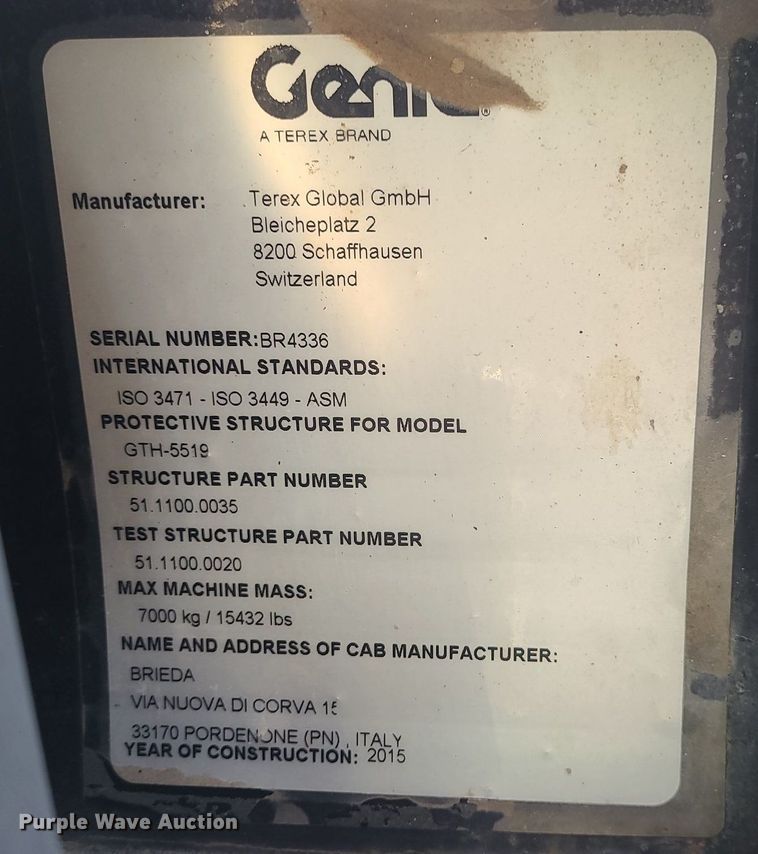 Genie®
A TEREX BRAND
Manufacturer: Terex Global GmbH
Bleicheplatz 2
8200 Schaffhausen
Switzerland
SERIAL NUMBER:BR4336
INTERNATIONAL STANDARDS:
ISO 3471 - ISO 3449 - ASM
PROTECTIVE STRUCTURE FOR MODEL
GTH-5519
STRUCTURE PART NUMBER
51.1100.0035
TEST STRUCTURE PART NUMBER
51.1100.0020
MAX MACHINE MASS:
7000 kg / 15432 lbs
NAME AND ADDRESS OF CAB MANUFACTURER:
BRIEDA
VIA NUOVA DI CORVA
33170 PORDENONE (PN) , ITALY
YEAR OF CONSTRUCTION: 2015
Purple Wave Auction